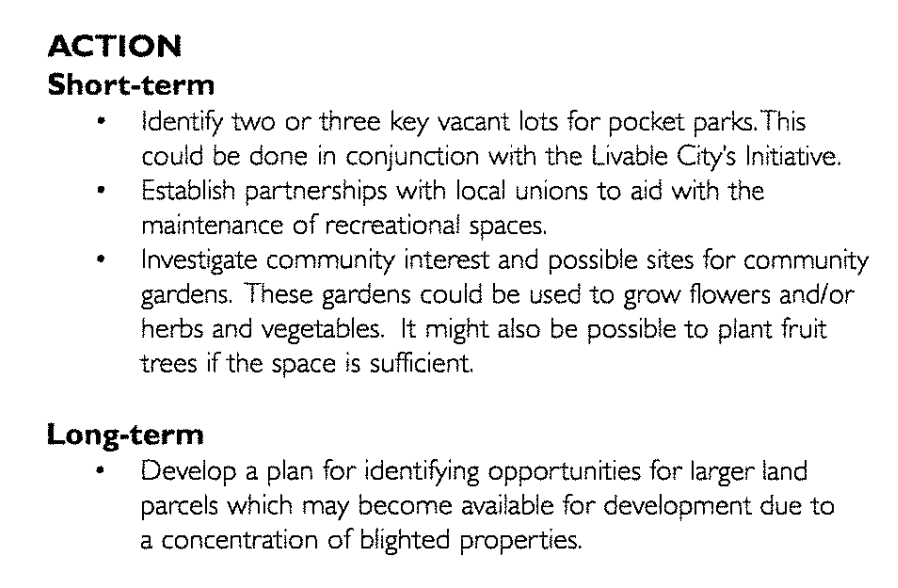 ACTION
Short-term
• Identify two or three key vacant lots for pocket parks. This
could be done in conjunction with the Livable City's Initiative.
• Establish partnerships with local unions to aid with the
maintenance of recreational spaces.
• Investigate community interest and possible sites for community
gardens. These gardens could be used to grow flowers and/or
herbs and vegetables. It might also be possible to plant fruit
trees if the space is sufficient.
Long-term
• Develop a plan for identifying opportunities for larger land
parcels which may become available for development due to
a concentration of blighted properties.